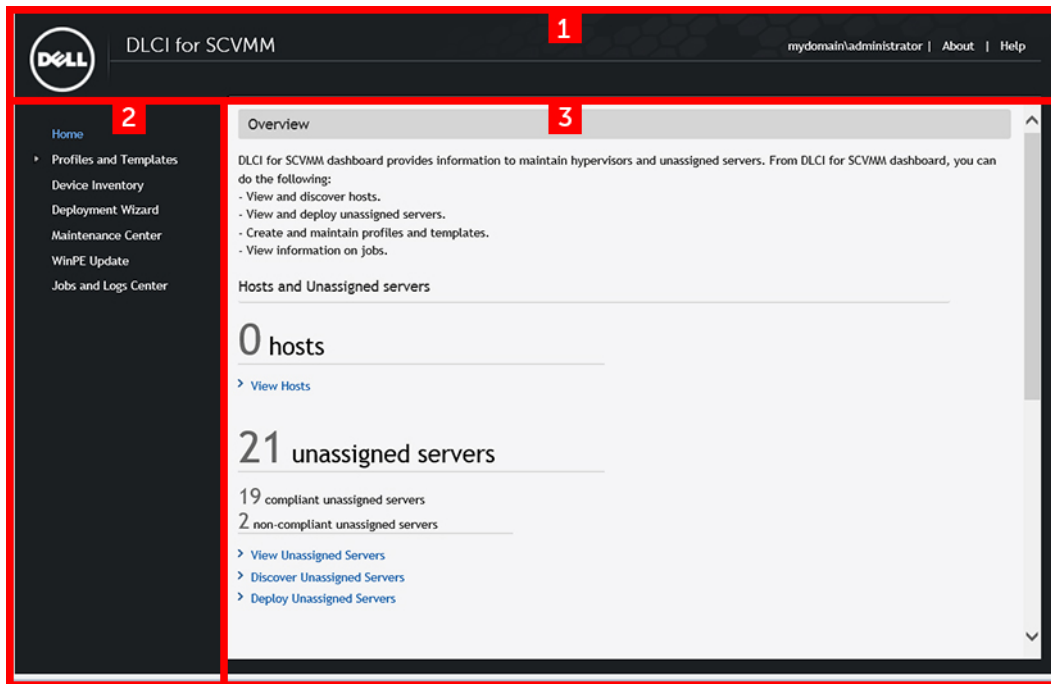 1
DELL
DLCI for SCVMM
mydomain\administrator | About | Help
2
Home
Profiles and Templates
Device Inventory
Deployment Wizard
Maintenance Center
WinPE Update
Jobs and Logs Center
3
Overview
DLCI for SCVMM dashboard provides information to maintain hypervisors and unassigned servers. From DLCI for SCVMM dashboard, you can
do the following:
- View and discover hosts.
- View and deploy unassigned servers.
- Create and maintain profiles and templates.
- View information on jobs.
Hosts and Unassigned servers
0 hosts
View Hosts
21 unassigned servers
19 compliant unassigned servers
2 non-compliant unassigned servers
View Unassigned Servers
Discover Unassigned Servers
Deploy Unassigned Servers